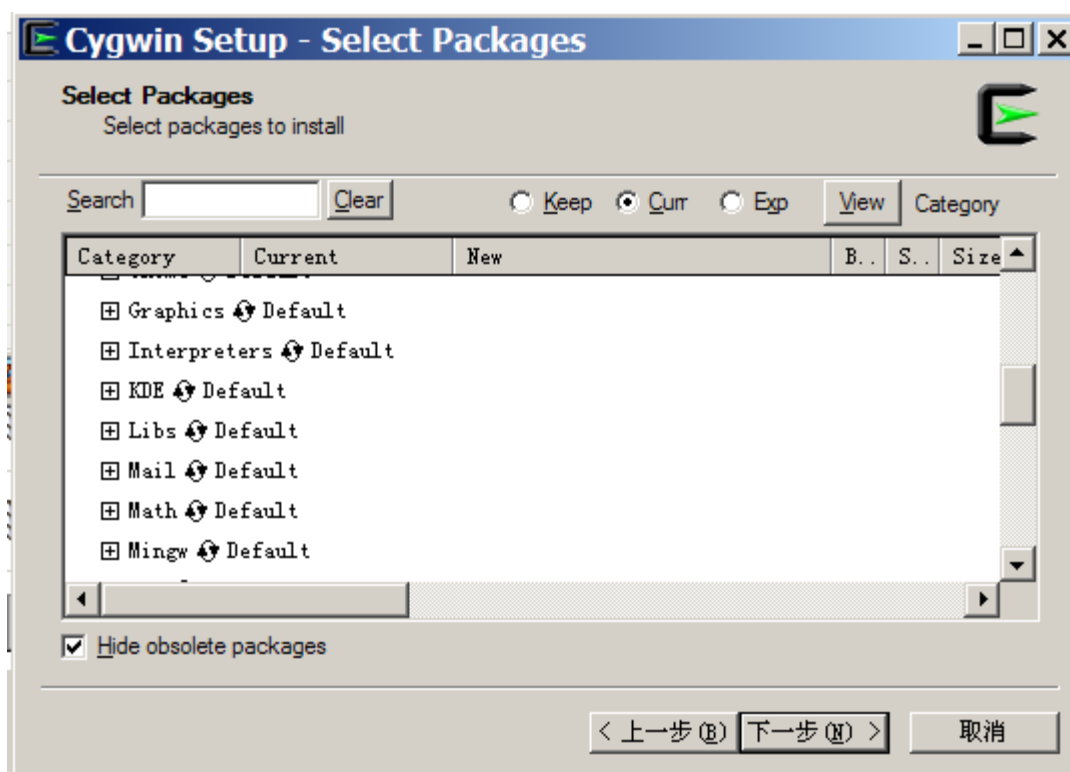 Cygwin Setup - Select Packages
Select Packages
Select packages to install
Search Clear Keep Curr Exp View Category
Category Current New B.. S.. Size
Graphics Default
Interpreters Default
KDE Default
Libs Default
Mail Default
Math Default
Mingw Default
Hide obsolete packages
< 上一步(B) 下一步(N) > 取消